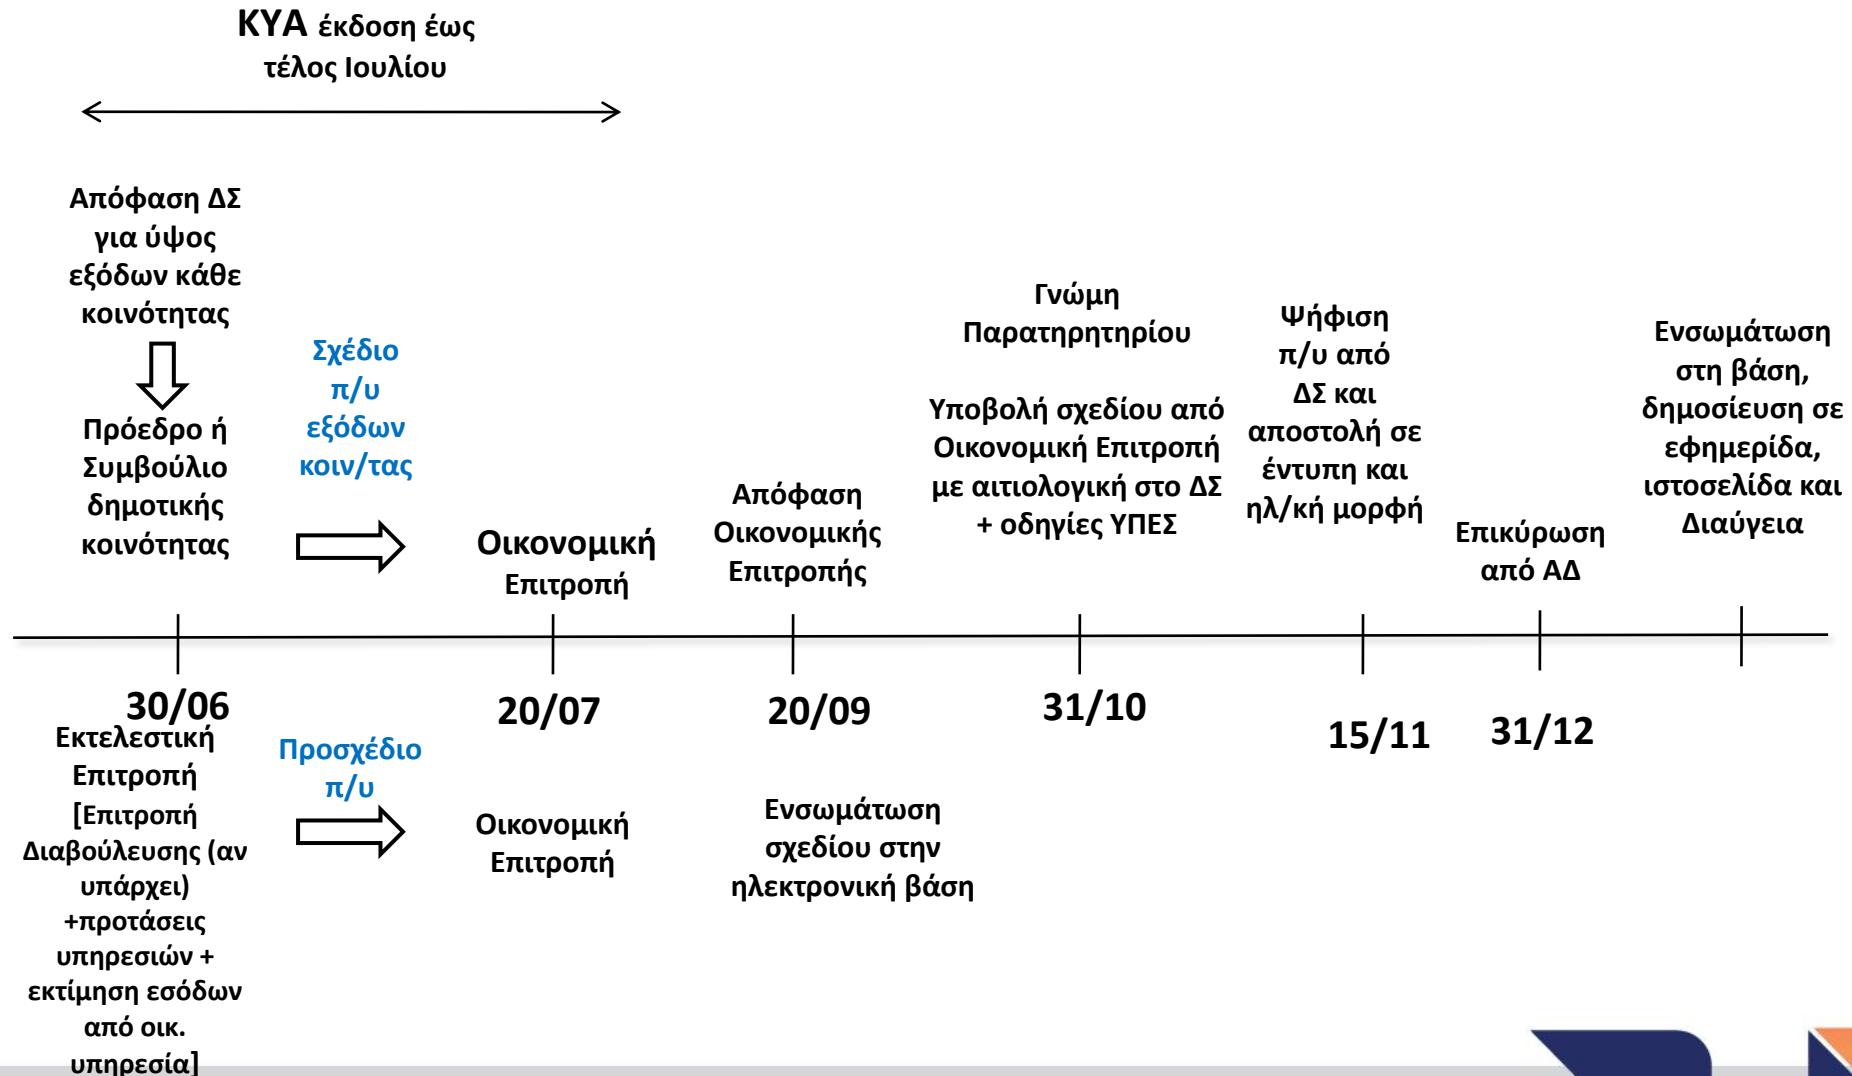 ΚΥΑ έκδοση έως
τέλος Ιουλίου
Απόφαση ΔΣ
για ύψος
εξόδων κάθε
κοινότητας
Πρόεδρο ή
Συμβούλιο
δημοτικής
κοινότητας
Σχέδιο
π/υ
εξόδων
κοιν/τας
Οικονομική
Επιτροπή
Απόφαση
Οικονομικής
Επιτροπής
Γνώμη
Παρατηρητηρίου
Υποβολή σχεδίου από
Οικονομική Επιτροπή
με αιτιολογική στο ΔΣ
+ οδηγίες ΥΠΕΣ
Ψήφιση
π/υ από
ΔΣ και
αποστολή σε
έντυπη και
ηλ/κή μορφή
Επικύρωση
από ΑΔ
Ενσωμάτωση
στη βάση,
δημοσίευση σε
εφημερίδα,
ιστοσελίδα και
Διαύγεια
30/06
20/07
20/09
31/10
15/11
31/12
Εκτελεστική
Επιτροπή
[Επιτροπή
Διαβούλευσης (αν
υπάρχει)
+προτάσεις
υπηρεσιών +
εκτίμηση εσόδων
από οικ.
υπηρεσία]
Προσχέδιο
π/υ
Οικονομική
Επιτροπή
Ενσωμάτωση
σχεδίου στην
ηλεκτρονική βάση